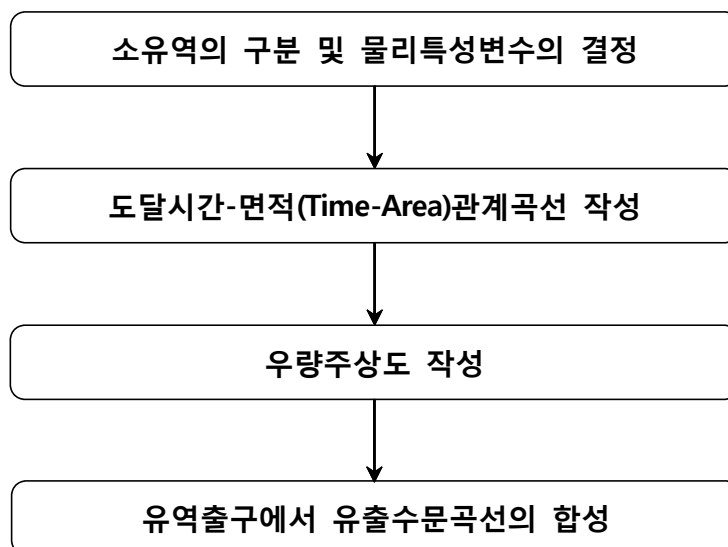 소유역의 구분 및 물리특성변수의 결정
도달시간-면적(Time-Area)관계곡선 작성
우량주상도 작성
유역출구에서 유출수문곡선의 합성